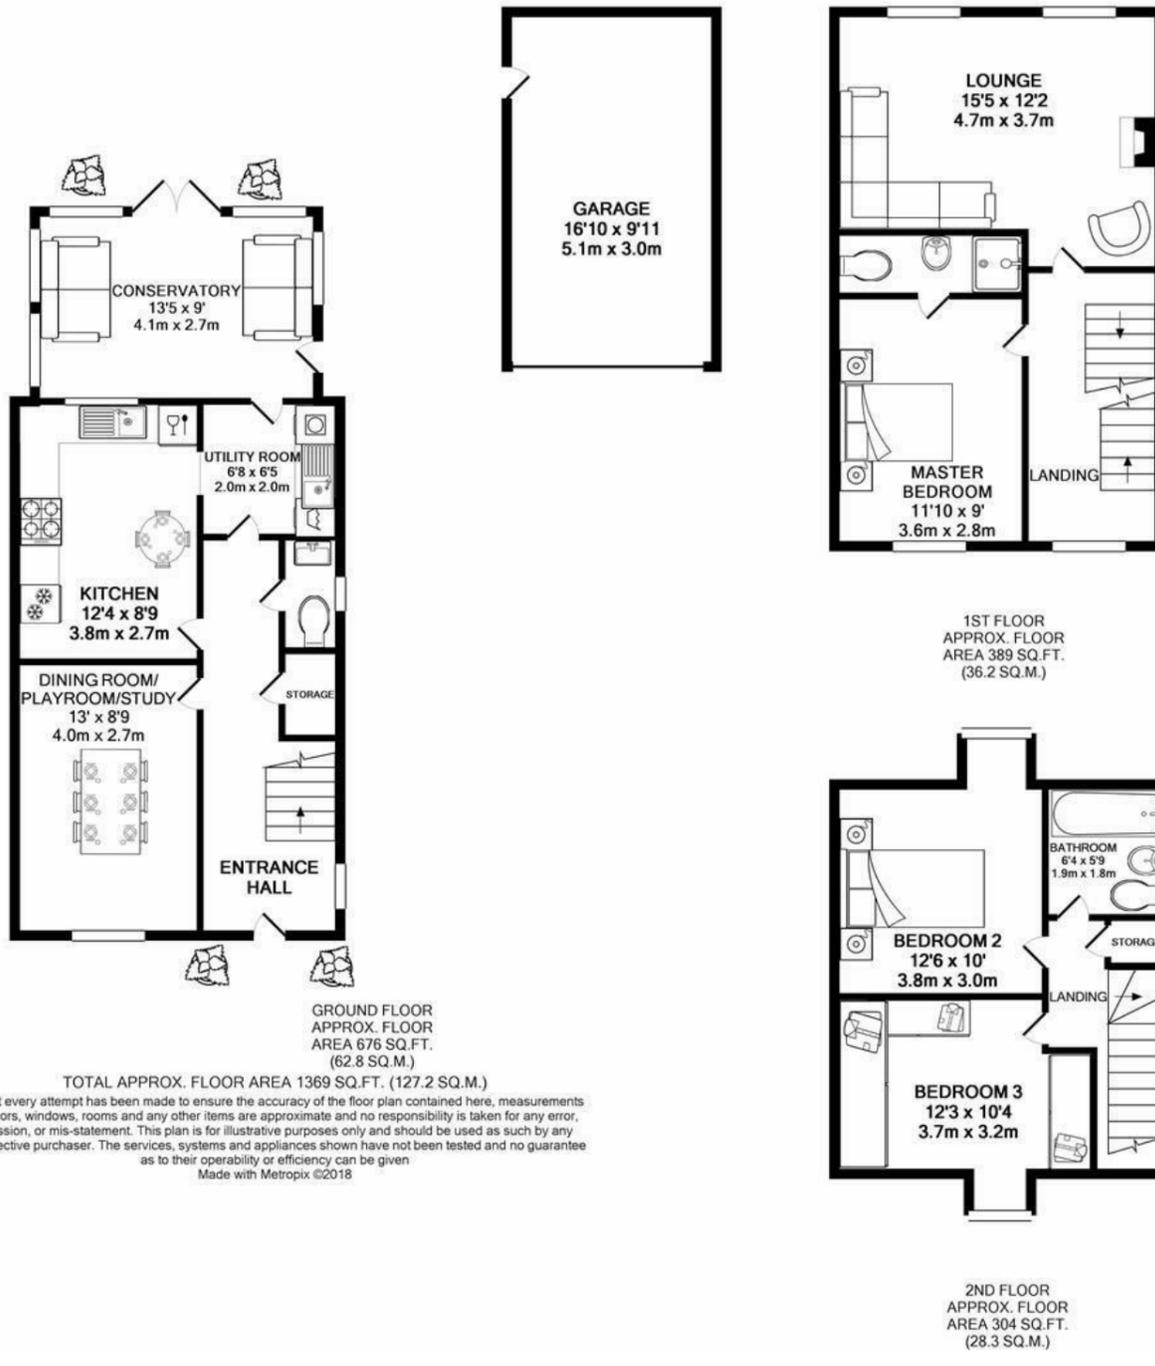 GARAGE
16'10 x 9'11
5.1m x 3.0m
LOUNGE
15'5 x 12'2
4.7m x 3.7m
CONSERVATORY
13'5 x 9'
4.1m x 2.7m
UTILITY ROOM
6'8 x 6'5
2.0m x 2.0m
KITCHEN
12'4 x 8'9
3.8m x 2.7m
DINING ROOM/
PLAYROOM/STUDY
13' x 8'9
4.0m x 2.7m
STORAGE
ENTRANCE
HALL
GROUND FLOOR
APPROX. FLOOR
AREA 676 SQ.FT.
(62.8 SQ.M.)
MASTER
BEDROOM
11'10 x 9'
3.6m x 2.8m
LANDING
1ST FLOOR
APPROX. FLOOR
AREA 389 SQ.FT.
(36.2 SQ.M.)
BATHROOM
6'4 x 5'9
1.9m x 1.8m
BEDROOM 2
12'6 x 10'
3.8m x 3.0m
STORAG
LANDING
BEDROOM 3
12'3 x 10'4
3.7m x 3.2m
2ND FLOOR
APPROX. FLOOR
AREA 304 SQ.FT.
(28.3 SQ.M.)
TOTAL APPROX. FLOOR AREA 1369 SQ.FT. (127.2 SQ.M.)
t every attempt has been made to ensure the accuracy of the floor plan contained here, measurements
ors, windows, rooms and any other items are approximate and no responsibility is taken for any error,
ssion, or mis-statement. This plan is for illustrative purposes only and should be used as such by any
ective purchaser. The services, systems and appliances shown have not been tested and no guarantee
as to their operability or efficiency can be given
Made with Metropix ©2018